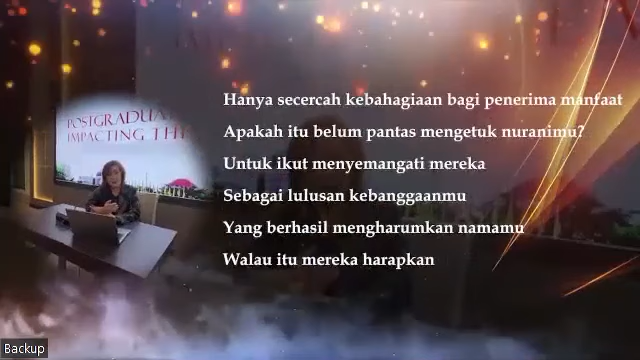 POSTGRADUA
IMPACTING TH
Hanya secercah kebahagiaan bagi penerima manfaat
Apakah itu belum pantas mengetuk nuranimu?
Untuk ikut menyemangati mereka
Sebagai lulusan kebanggaanmu
Yang berhasil mengharumkan namamu
Walau itu mereka harapkan
Backup